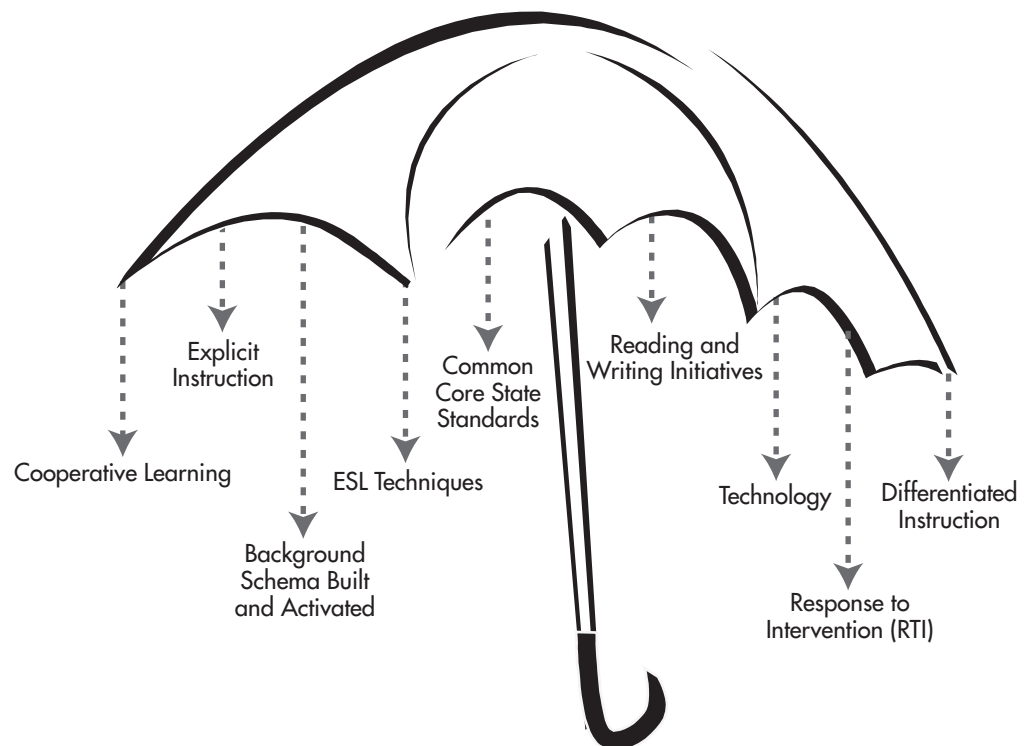 Explicit
Instruction
Cooperative Learning
Background
Schema Built
and Activated
ESL Techniques
Common
Core State
Standards
Reading and
Writing Initiatives
Technology
Response to
Intervention (RTI)
Differentiated
Instruction